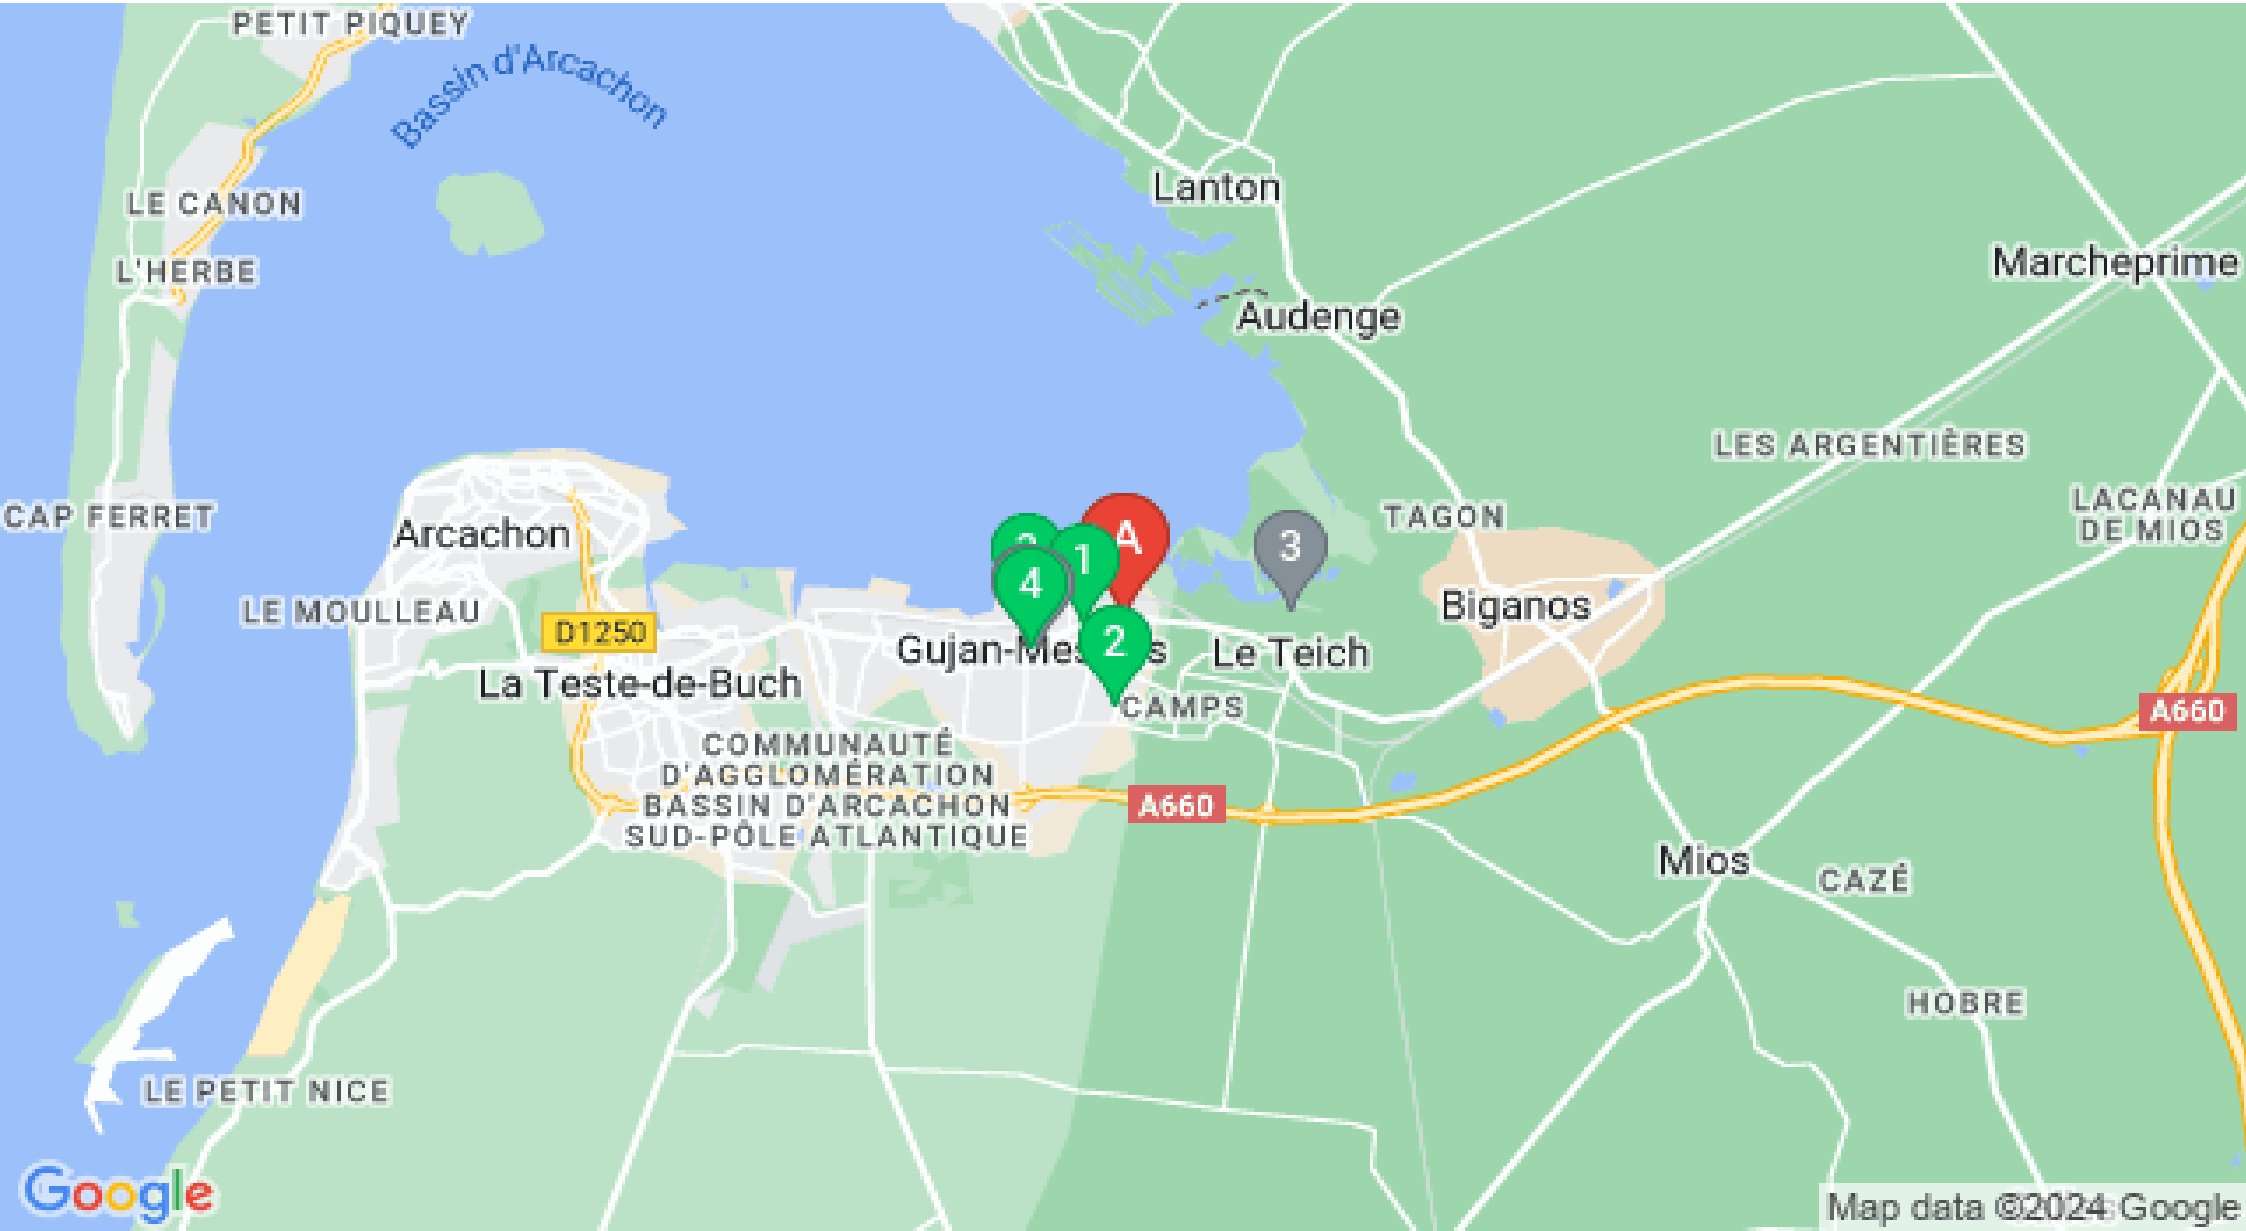 PETIT PIQUEY
Bassin d'Arcachon
Lanton
LE CANON
L'HERBE
Marcheprime
Audenge
LES ARGENTIÈRES
LACANAU
DE MIOS
CAP FERRET
TAGON
Arcachon
A
1
3
4
2
LE MOULLEAU
D1250
Biganos
Le Teich
La Teste-de-Buch
CAMPS
A660
COMMUNAUTÉ
D'AGGLOMÉRATION
BASSIN D'ARCACHON
SUD-PÔLE ATLANTIQUE
A660
Mios
CAZÉ
HOBRE
LE PETIT NICE
Google
Map data ©2024 Google